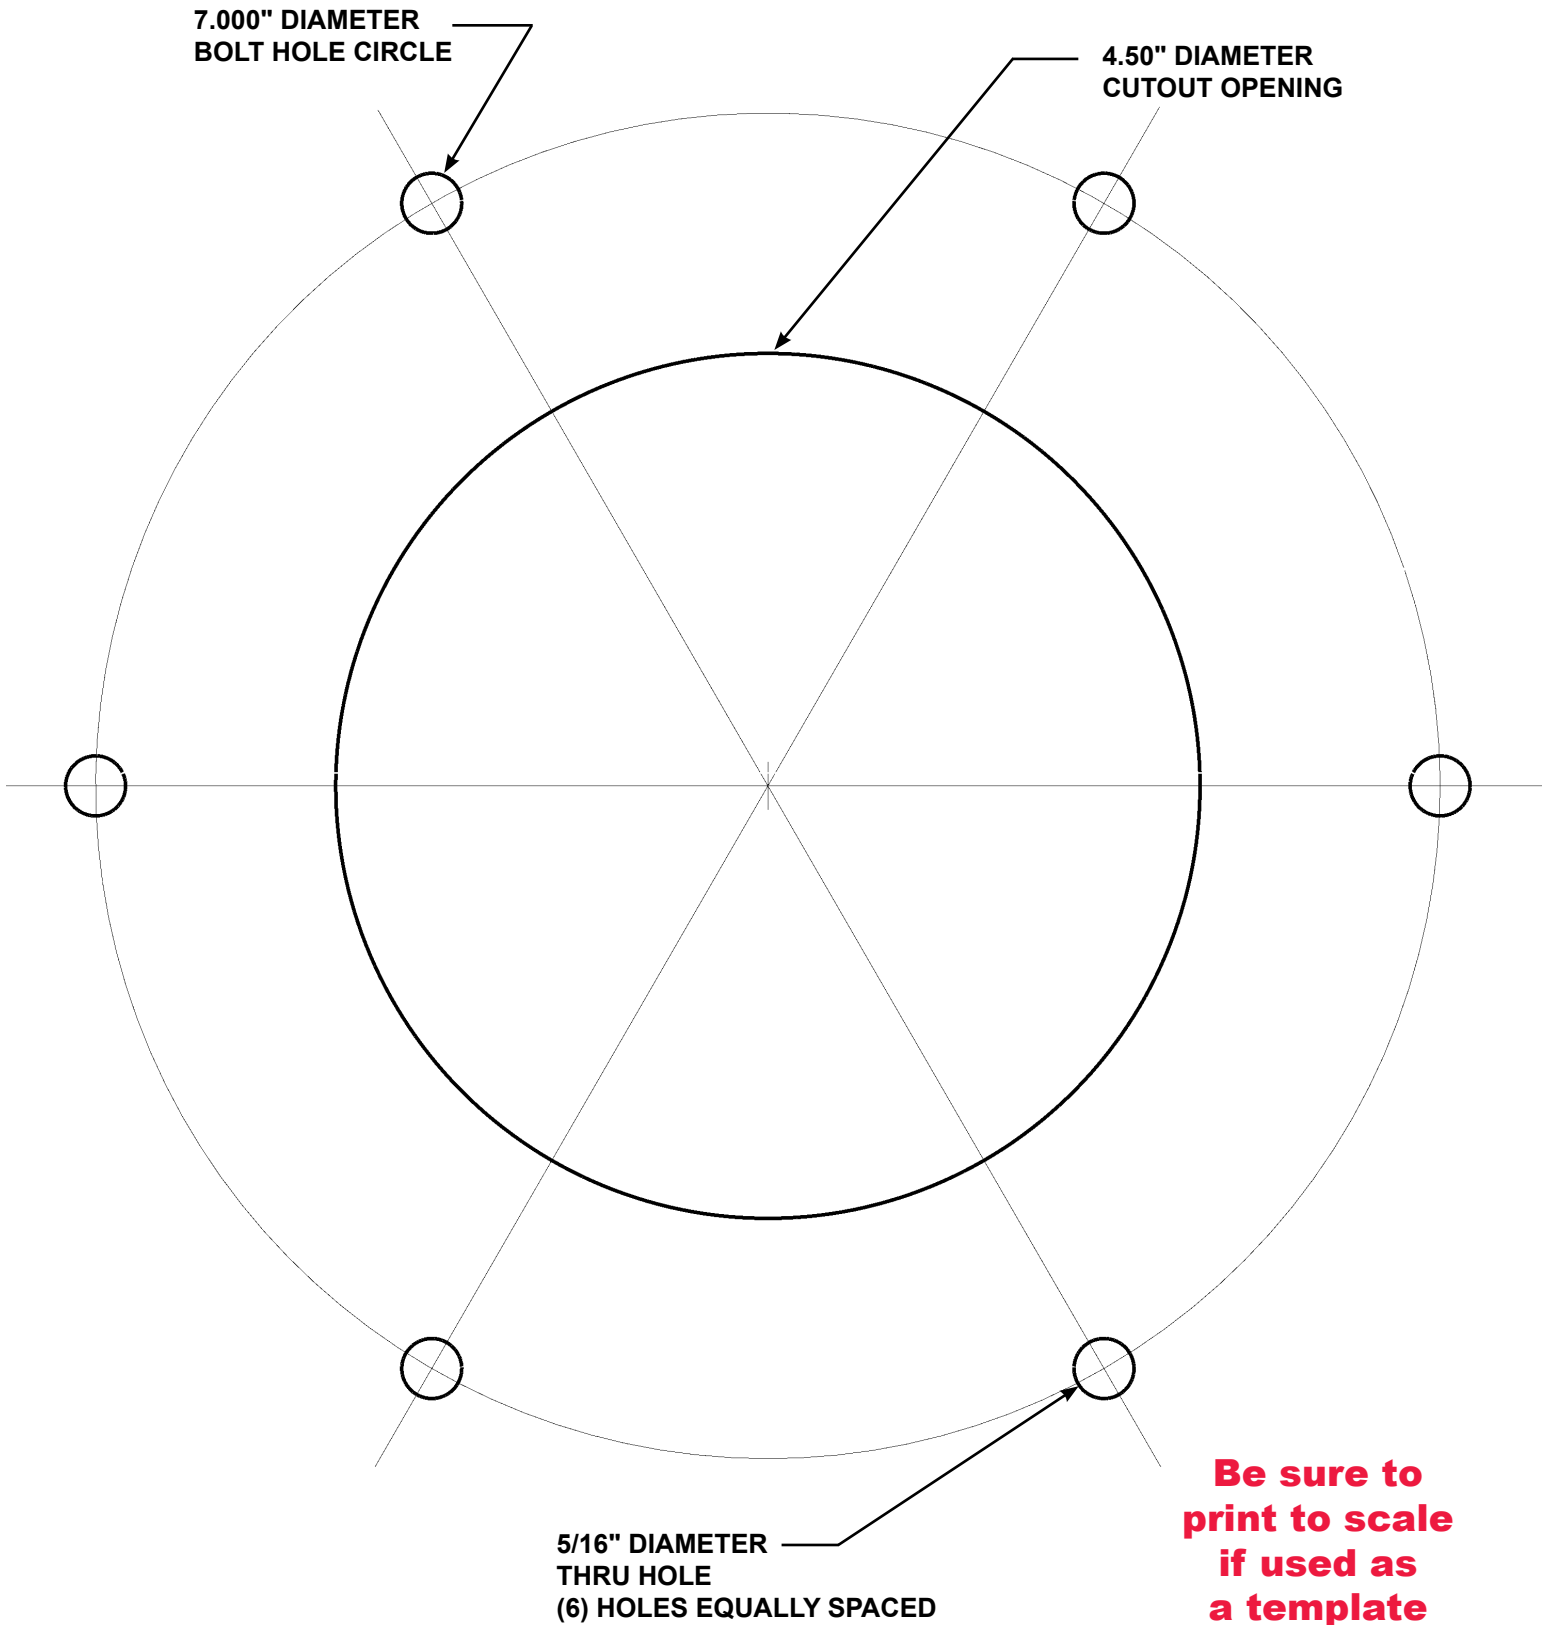 7.000" DIAMETER
BOLT HOLE CIRCLE
4.50" DIAMETER
CUTOUT OPENING
5/16" DIAMETER
THRU HOLE
(6) HOLES EQUALLY SPACED
Be sure to
print to scale
if used as
a template